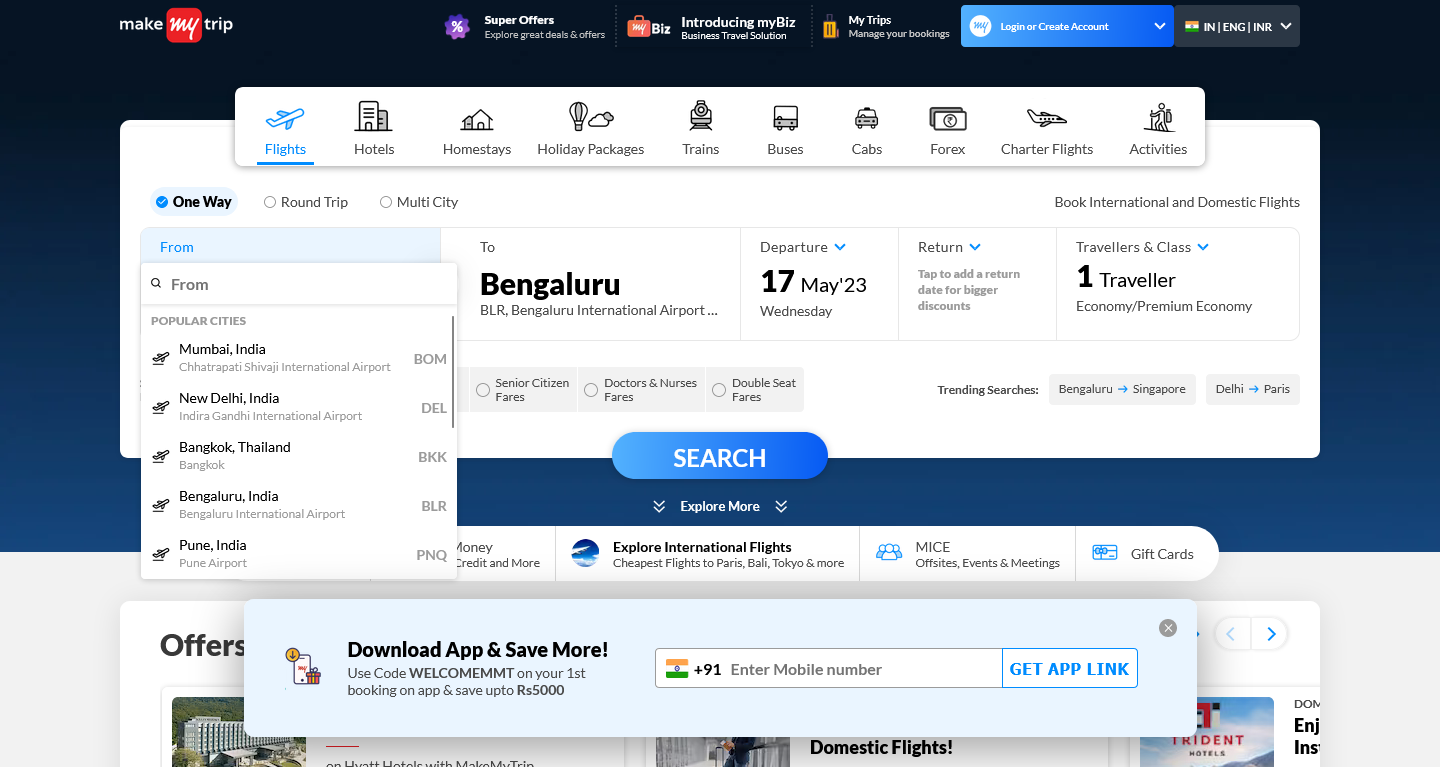 make my trip
Super Offers
Explore great deals & offers
my Biz
Introducing myBiz
Business Travel Solution
My Trips
Manage your bookings
my
Login or Create Account
IN | ENG | INR
Flights
Hotels
Homestays
Holiday Packages
Trains
Buses
Cabs
Forex
Charter Flights
Activities
One Way
Round Trip
Multi City
Book International and Domestic Flights
From
To
Bengaluru
BLR, Bengaluru International Airport ...
Departure
17 May'23
Wednesday
Return
Tap to add a return
date for bigger
discounts
Travellers & Class
1 Traveller
Economy/Premium Economy
From
POPULAR CITIES
Mumbai, India
Chhatrapati Shivaji International Airport
BOM
New Delhi, India
Indira Gandhi International Airport
DEL
Bangkok, Thailand
Bangkok
BKK
Bengaluru, India
Bengaluru International Airport
BLR
Pune, India
Pune Airport
PNQ
Senior Citizen
Fares
Doctors & Nurses
Fares
Double Seat
Fares
Trending Searches:
Bengaluru → Singapore
Delhi → Paris
SEARCH
Explore More
Money
Credit and More
Explore International Flights
Cheapest Flights to Paris, Bali, Tokyo & more
MICE
Offsites, Events & Meetings
Gift Cards
Offers
Download App & Save More!
Use Code WELCOMEMMT on your 1st
booking on app & save upto Rs5000
+91
Enter Mobile number
GET APP LINK
on Hyatt Hotels with MakeMyTrip
Domestic Flights!
TRIDENT
HOTELS
DOM
Enj
Inst